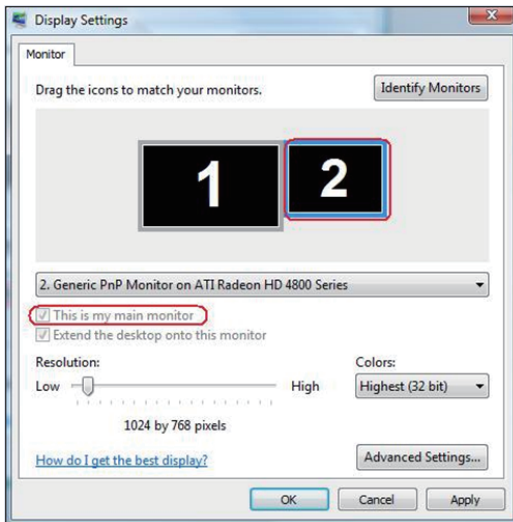 Display Settings
Monitor
Drag the icons to match your monitors.
Identify Monitors
1
2
2. Generic PnP Monitor on ATI Radeon HD 4800 Series
This is my main monitor
Extend the desktop onto this monitor
Resolution:
Colors:
Low
High
Highest (32 bit)
1024 by 768 pixels
How do I get the best display?
Advanced Settings...
OK
Cancel
Apply